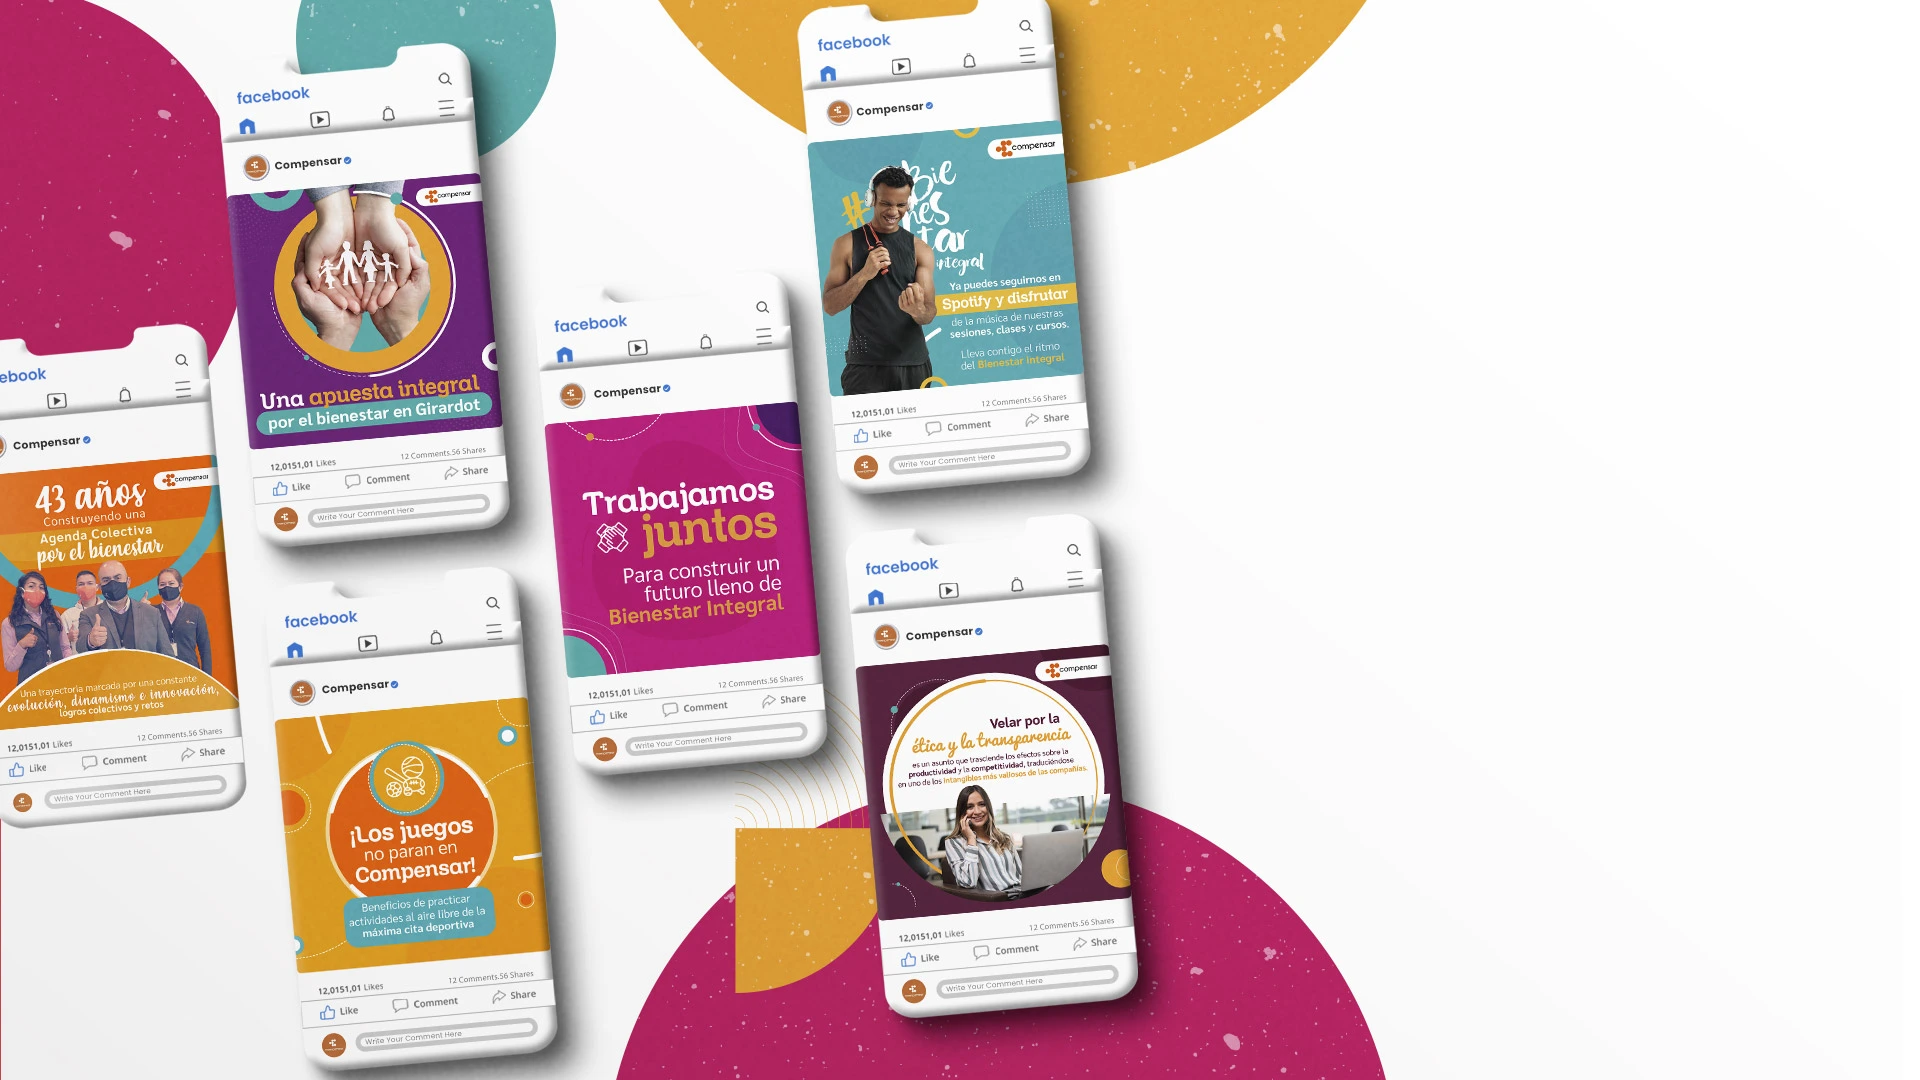 ebook
Compensar
compensar
43 años
Construyendo una
Agenda Colectiva
por el bienestar
Una trayectoria marcada por una constante
evolución, dinamismo e innovación,
logros colectivos y retos
12,0151,01 Likes
12 Comments.56 Shares
Like
Comment
Share
Write Your Comment Here
facebook
Compensar
compensar
Una apuesta integral
por el bienestar en Girardot
12,0151,01 Likes
12 Comments.56 Shares
Like
Comment
Share
Write Your Comment Here
facebook
Compensar
¡Los juegos
no paran en
Compensar!
Beneficios de practicar
actividades al aire libre de la
máxima cita deportiva
12,0151,01 Likes
12 Comments.56 Shares
Like
Comment
Share
Write Your Comment Here
facebook
Compensar
Trabajamos
juntos
Para construir un
futuro lleno de
Bienestar Integral
12,0151,01 Likes
12 Comments.56 Shares
Like
Comment
Share
Write Your Comment Here
facebook
Compensar
compensar
#Bie
nes
tar
integral
Ya puedes seguirnos en
Spotify y disfrutar
de la música de nuestras
sesiones, clases y cursos.
Lleva contigo el ritmo
del Bienestar Integral
12,0151,01 Likes
12 Comments.56 Shares
Like
Comment
Share
Write Your Comment Here
facebook
Compensar
compensar
Velar por la
ética y la transparencia
es un asunto que trasciende los efectos sobre la
productividad y la competitividad, traduciéndose
en uno de los intangibles más valiosos de las compañías.
12,0151,01 Likes
12 Comments.56 Shares
Like
Comment
Share
Write Your Comment Here